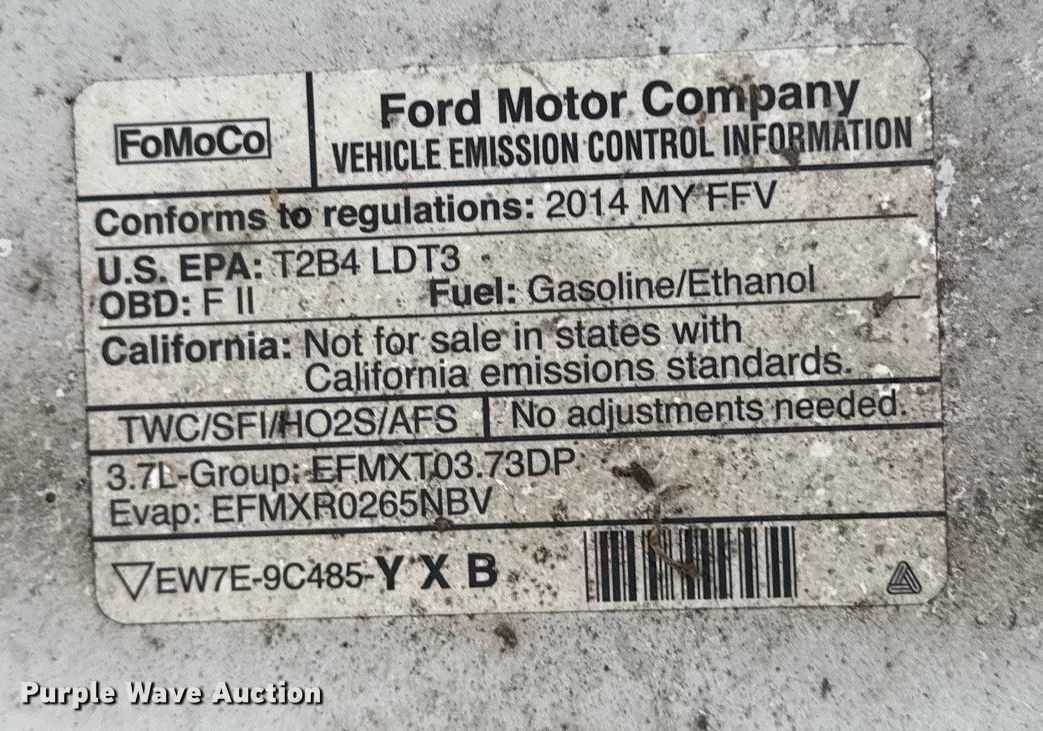 FoMoCo
Ford Motor Company
VEHICLE EMISSION CONTROL INFORMATION
Conforms to regulations: 2014 MY FFV
U.S. EPA: T2B4 LDT3
OBD: F II Fuel: Gasoline/Ethanol
California: Not for sale in states with
California emissions standards.
TWC/SFI/HO2S/AFS No adjustments needed.
3.7L-Group: EFMXT03.73DP
Evap: EFMXR0265NBV
EW7E-9C485-Y X B
Purple Wave Auction